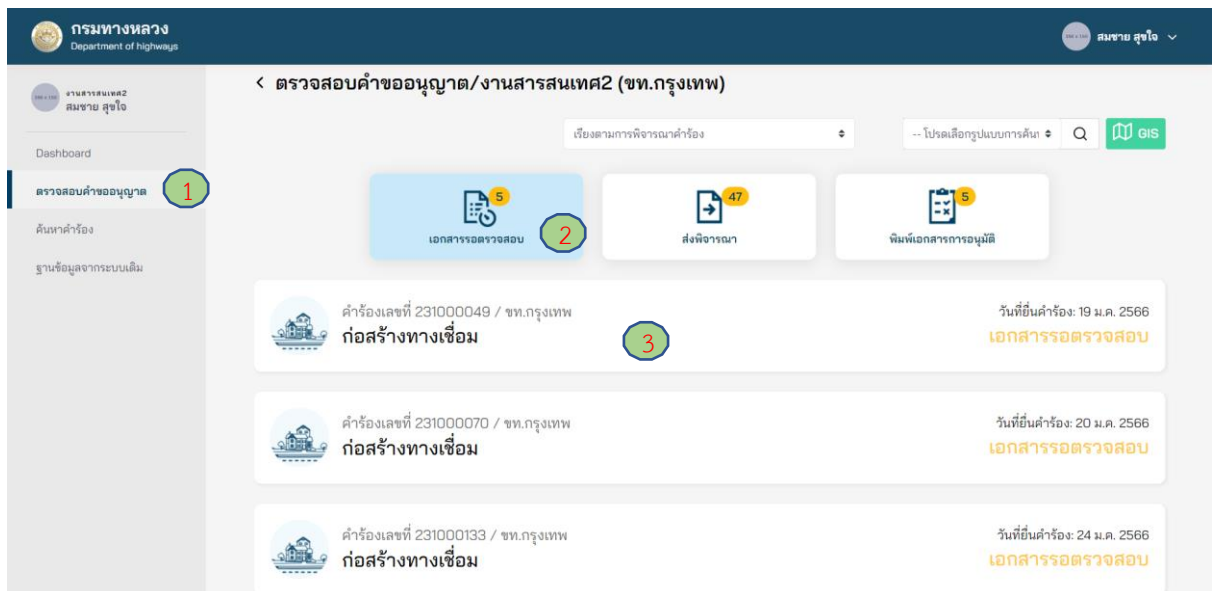 กรมทางหลวง
Department of highways
สมชาย สุขใจ
งานสารสนเทศ2
สมชาย สุขใจ
Dashboard
ตรวจสอบคำขออนุญาต
1
ค้นหาคำร้อง
ฐานข้อมูลจากระบบเดิม
< ตรวจสอบคำขออนุญาต/งานสารสนเทศ2 (ขท.กรุงเทพ)
เรียงตามการพิจารณาคำร้อง
-- โปรดเลือกรูปแบบการค้นหา
GIS
5
เอกสารรอตรวจสอบ
2
47
ส่งพิจารณา
5
พิมพ์เอกสารการอนุมัติ
คำร้องเลขที่ 231000049 / ขท.กรุงเทพ
ก่อสร้างทางเชื่อม
3
วันที่ยื่นคำร้อง: 19 ม.ค. 2566
เอกสารรอตรวจสอบ
คำร้องเลขที่ 231000070 / ขท.กรุงเทพ
ก่อสร้างทางเชื่อม
วันที่ยื่นคำร้อง: 20 ม.ค. 2566
เอกสารรอตรวจสอบ
คำร้องเลขที่ 231000133 / ขท.กรุงเทพ
ก่อสร้างทางเชื่อม
วันที่ยื่นคำร้อง: 24 ม.ค. 2566
เอกสารรอตรวจสอบ